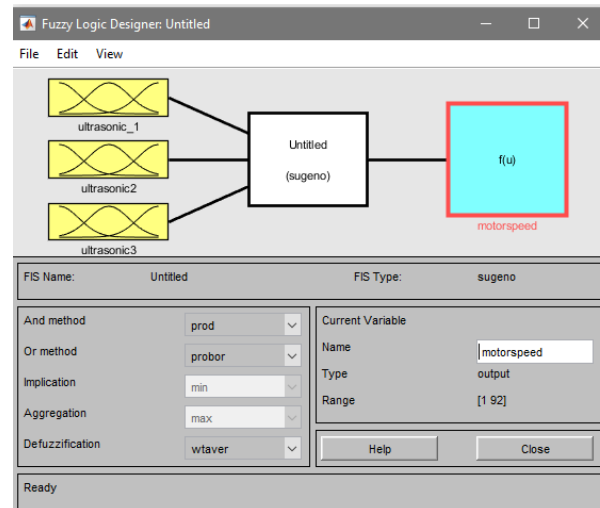 Fuzzy Logic Designer: Untitled
File Edit View
ultrasonic_1
ultrasonic2
ultrasonic3
Untitled
(sugeno)
f(u)
motorspeed
FIS Name: Untitled FIS Type: sugeno
And method prod
Or method probor
Implication min
Aggregation max
Defuzzification wtaver
Current Variable
Name motorspeed
Type output
Range [1 92]
Help Close
Ready